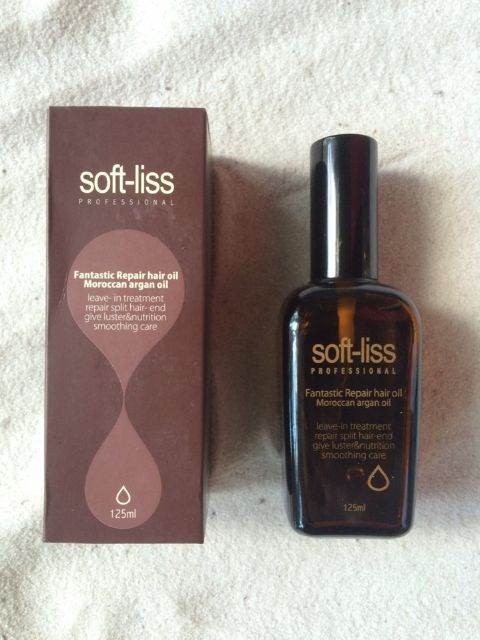 soft-liss
PROFESSIONAL
Fantastic Repair hair oil
Moroccan argan oil
leave- in treatment
repair split hair- end
give luster&nutrition
smoothing care
125ml
soft-liss
PROFESSIONAL
Fantastic Repair hair oil
Moroccan argan oil
leave-in treatment
repair split hair-end
give luster&nutrition
smoothing care
125ml